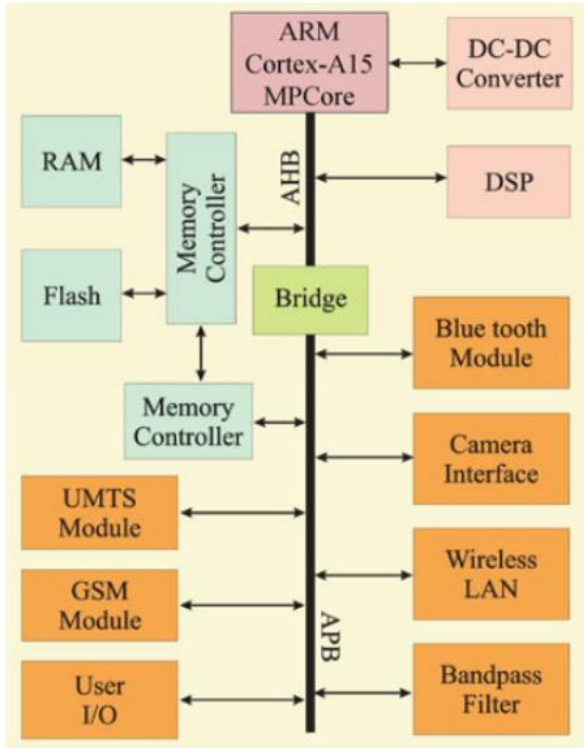 ARM
Cortex-A15
MPCore
DC-DC
Converter
RAM
Memory
Controller
AHB
DSP
Flash
Bridge
Blue tooth
Module
Memory
Controller
Camera
Interface
UMTS
Module
Wireless
LAN
GSM
Module
APB
User
I/O
Bandpass
Filter